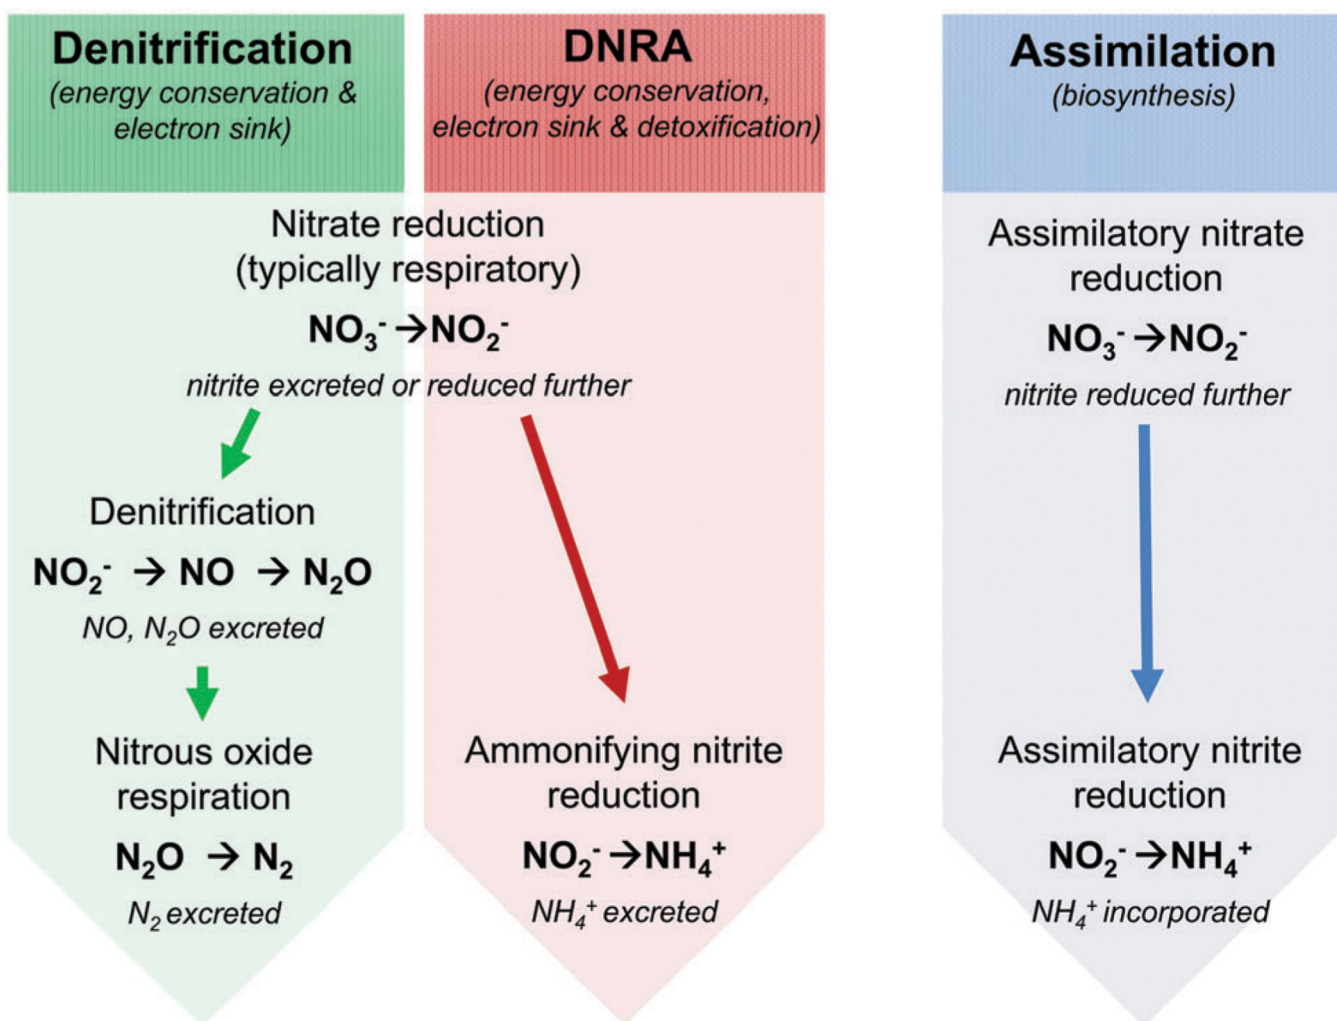 Denitrification
(energy conservation &
electron sink)
DNRA
(energy conservation,
electron sink & detoxification)
Assimilation
(biosynthesis)
Nitrate reduction
(typically respiratory)
NO₃⁻ →NO₂⁻
nitrite excreted or reduced further
Assimilatory nitrate
reduction
NO₃⁻ →NO₂⁻
nitrite reduced further
Denitrification
NO₂⁻ → NO → N₂O
NO, N₂O excreted
Nitrous oxide
respiration
N₂O → N₂
N₂ excreted
Ammonifying nitrite
reduction
NO₂⁻ →NH₄⁺
NH₄⁺ excreted
Assimilatory nitrite
reduction
NO₂⁻ →NH₄⁺
NH₄⁺ incorporated